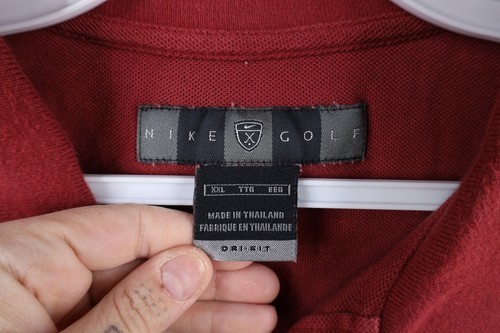 NIKE GOLF
XXL TTG EEG
MADE IN THAILAND
FABRIQUE EN THAILANDE
DRI-FIT